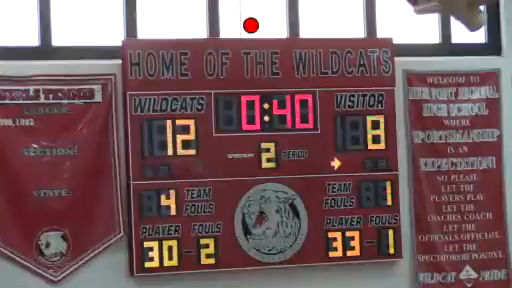 HOME OF THE WILDCATS
WILDCATS 0:40 VISITOR
12 8
2 PERIOD
4 TEAM FOULS TEAM FOULS 1
PLAYER FOULS PLAYER FOULS
30-2 33-1
SECTION:
STATE:
WELCOME TO
HIGH SCHOOL
WHERE
SPORTSMANSHIP
IS AN
EXPECTATION!
SO PLEASE
LET THE
PLAYERS PLAY
LET THE
COACHES COACH
LET THE
OFFICIALS OFFICIATE
LET THE
SPECTATORS BE POSITIVE
WILDCAT PRIDE